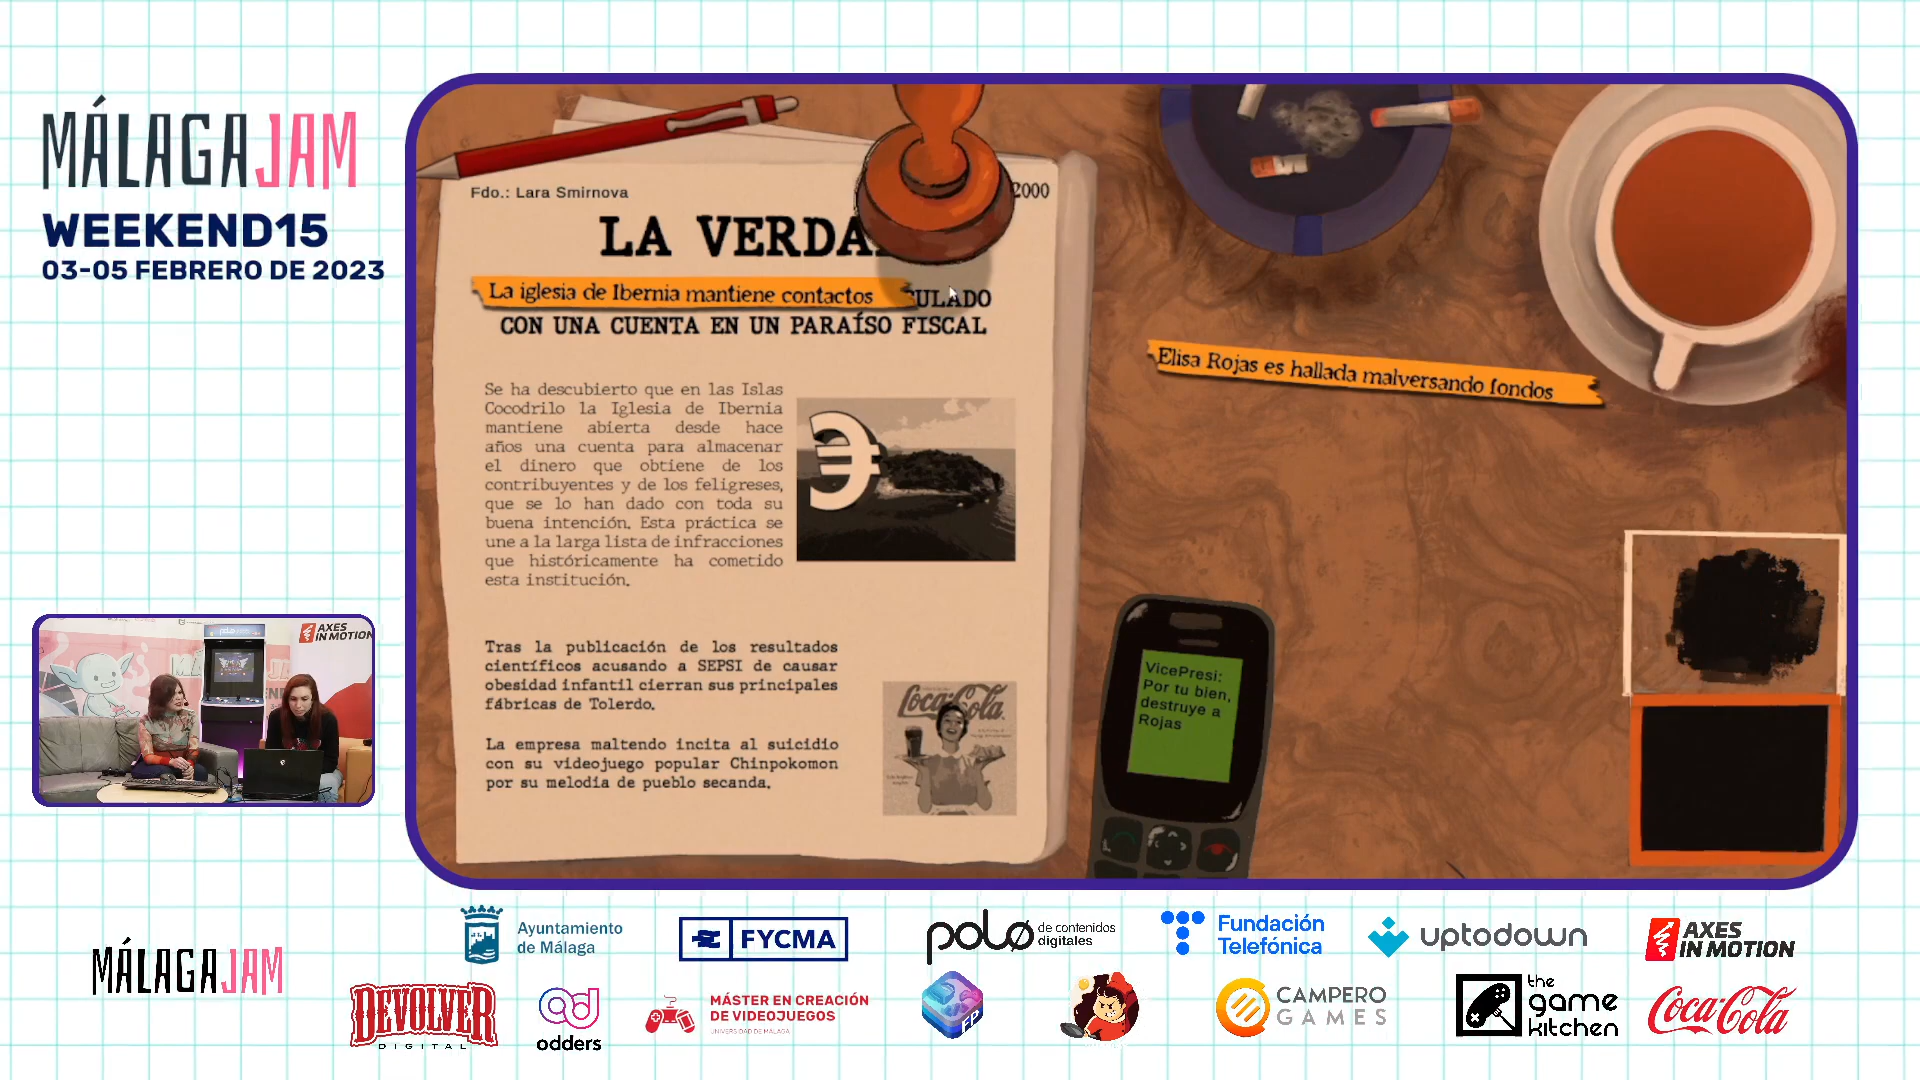 MÁLAGAJAM
WEEKEND15
03-05 FEBRERO DE 2023
Fdo.: Lara Smirnova
2000
LA VERDA
La iglesia de Ibernia mantiene contactos
CULADO
CON UNA CUENTA EN UN PARAÍSO FISCAL
Se ha descubierto que en las Islas
Cocodrilo la Iglesia de Ibernia
mantiene abierta desde hace
años una cuenta para almacenar
el dinero que obtiene de los
contribuyentes y de los feligreses,
que se lo han dado con toda su
buena intención. Esta práctica se
une a la larga lista de infracciones
que históricamente ha cometido
esta institución.
Tras la publicación de los resultados
científicos acusando a SEPSI de causar
obesidad infantil cierran sus principales
fábricas de Tolerdo.
La empresa maltendo incita al suicidio
con su videojuego popular Chinpokomon
por su melodía de pueblo secanda.
Coca-Cola
Elisa Rojas es hallada malversando fondos
VicePresi:
Por tu bien,
destruye a
Rojas
AXES
IN MOTION
MÁLAGAJAM
Ayuntamiento
de Málaga
FYCMA
polo de contenidos
digitales
Fundación
Telefónica
uptodown
AXES
IN MOTION
DEVOLVER
DIGITAL
odders
MÁSTER EN CREACIÓN
DE VIDEOJUEGOS
UNIVERSIDAD DE MÁLAGA
FP
CAMPERO
GAMES
the
game
kitchen
Coca-Cola